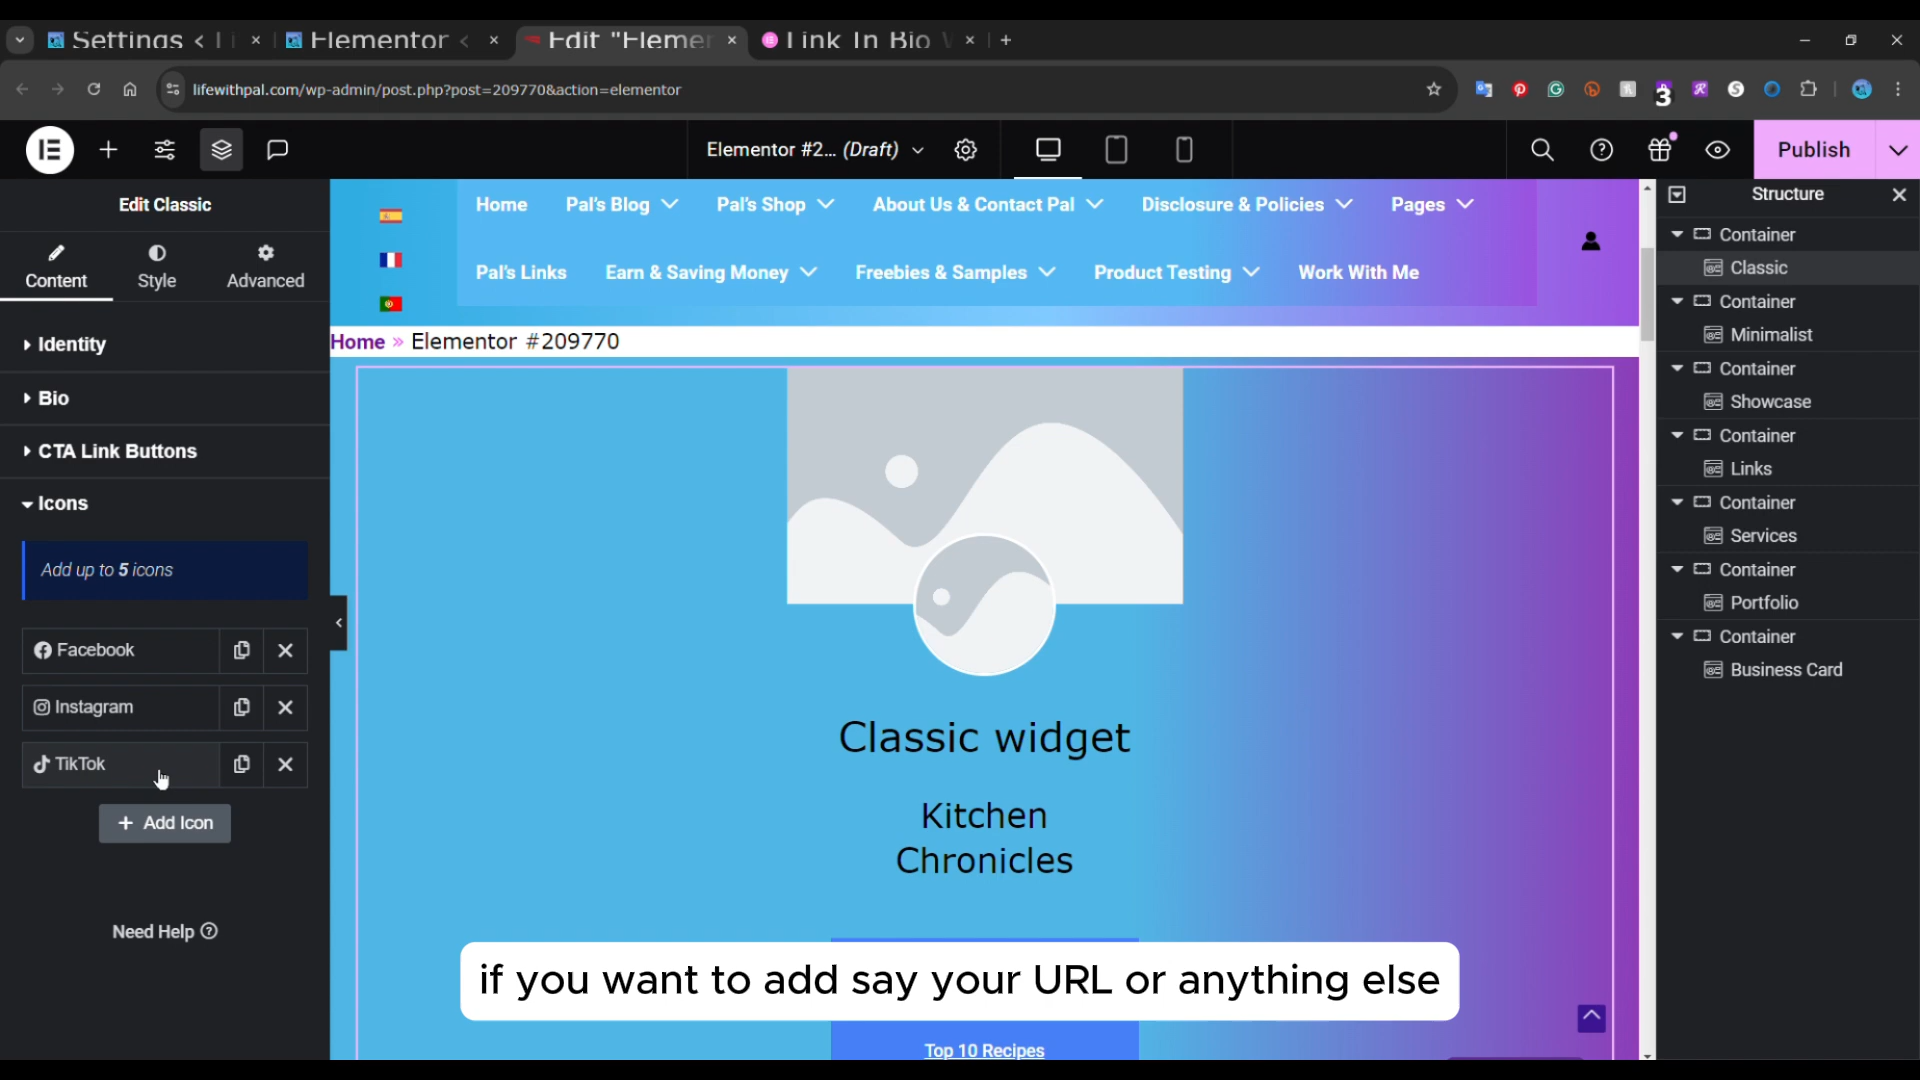 Settings <
Elementor <
Edit "Elemer
Link In Bio
lifewithpal.com/wp-admin/post.php?post=209770&action=elementor
3
Elementor #2... (Draft)
Publish
Edit Classic
Content
Style
Advanced
Identity
Bio
CTA Link Buttons
Icons
Add up to 5 icons
Facebook
Instagram
TikTok
+ Add Icon
Need Help
Home
Pal's Blog
Pal's Shop
About Us & Contact Pal
Disclosure & Policies
Pages
Pal's Links
Earn & Saving Money
Freebies & Samples
Product Testing
Work With Me
Home » Elementor #209770
Classic widget
Kitchen
Chronicles
if you want to add say your URL or anything else
Top 10 Recipes
Structure
Container
Classic
Container
Minimalist
Container
Showcase
Container
Links
Container
Services
Container
Portfolio
Container
Business Card